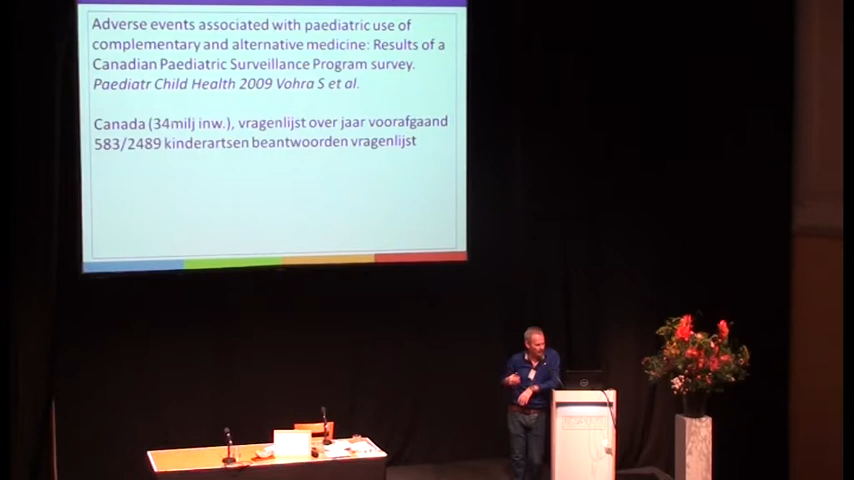 Adverse events associated with paediatric use of
complementary and alternative medicine: Results of a
Canadian Paediatric Surveillance Program survey.
Paediatr Child Health 2009 Vohra S et al.
Canada (34milj inw.), vragenlijst over jaar voorafgaand
583/2489 kinderartsen beantwoorden vragenlijst